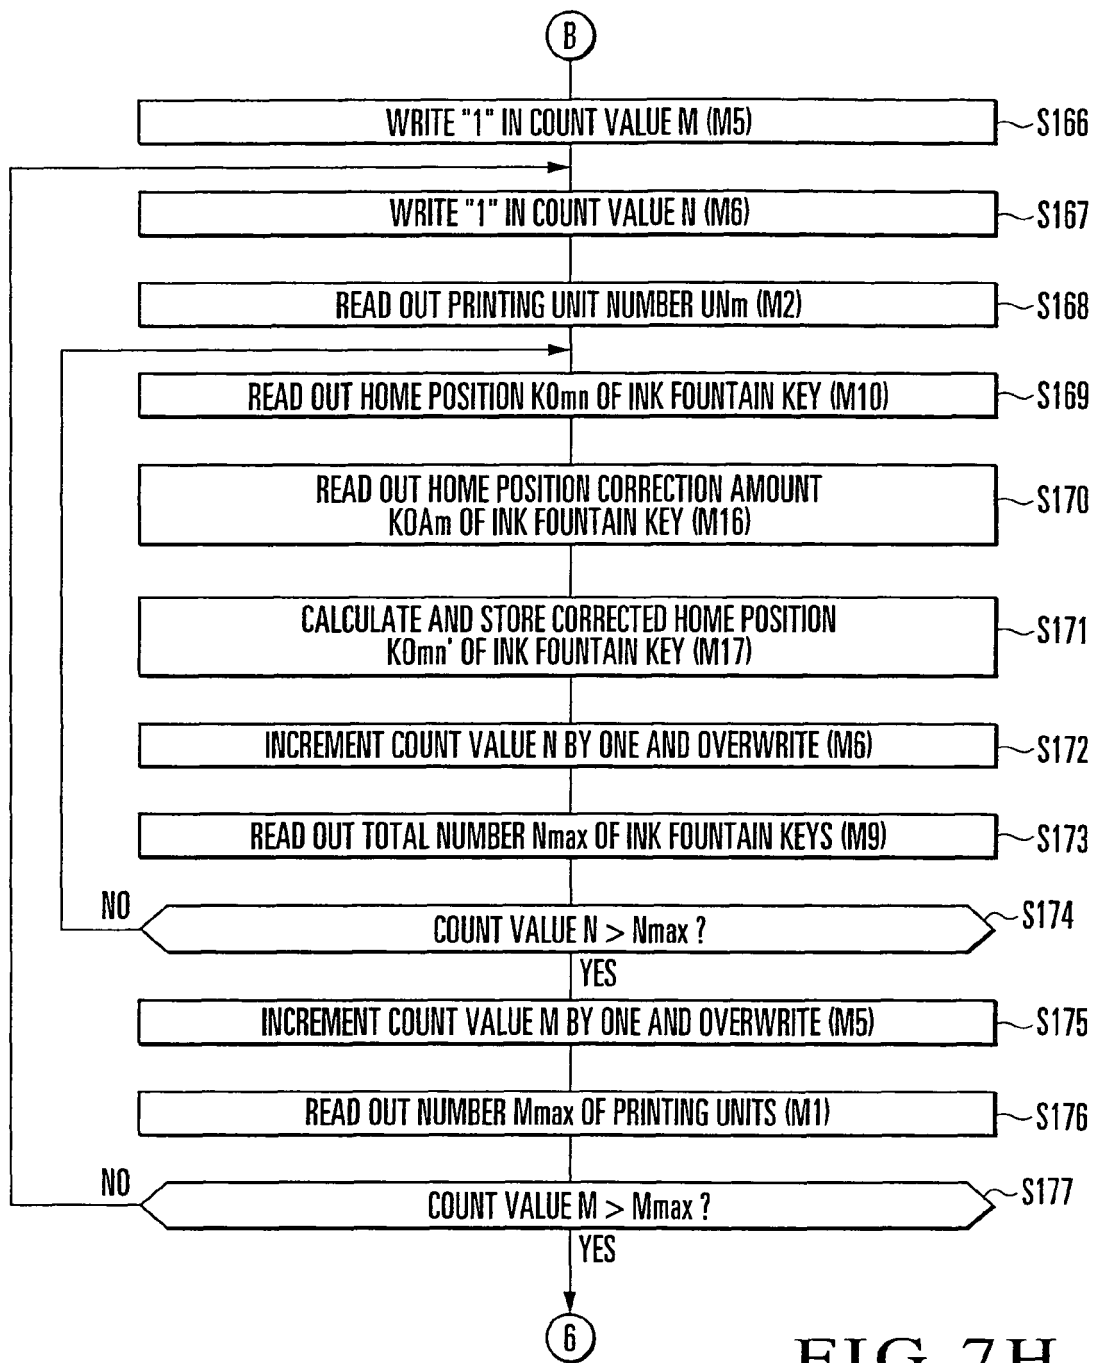 B
WRITE "1" IN COUNT VALUE M (M5)
S166
WRITE "1" IN COUNT VALUE N (M6)
S167
READ OUT PRINTING UNIT NUMBER UNm (M2)
S168
READ OUT HOME POSITION K0mn OF INK FOUNTAIN KEY (M10)
S169
READ OUT HOME POSITION CORRECTION AMOUNT
K0Am OF INK FOUNTAIN KEY (M16)
S170
CALCULATE AND STORE CORRECTED HOME POSITION
K0mn' OF INK FOUNTAIN KEY (M17)
S171
INCREMENT COUNT VALUE N BY ONE AND OVERWRITE (M6)
S172
READ OUT TOTAL NUMBER Nmax OF INK FOUNTAIN KEYS (M9)
S173
NO
COUNT VALUE N > Nmax ?
S174
YES
INCREMENT COUNT VALUE M BY ONE AND OVERWRITE (M5)
S175
READ OUT NUMBER Mmax OF PRINTING UNITS (M1)
S176
NO
COUNT VALUE M > Mmax ?
S177
YES
6
FIG. 7H